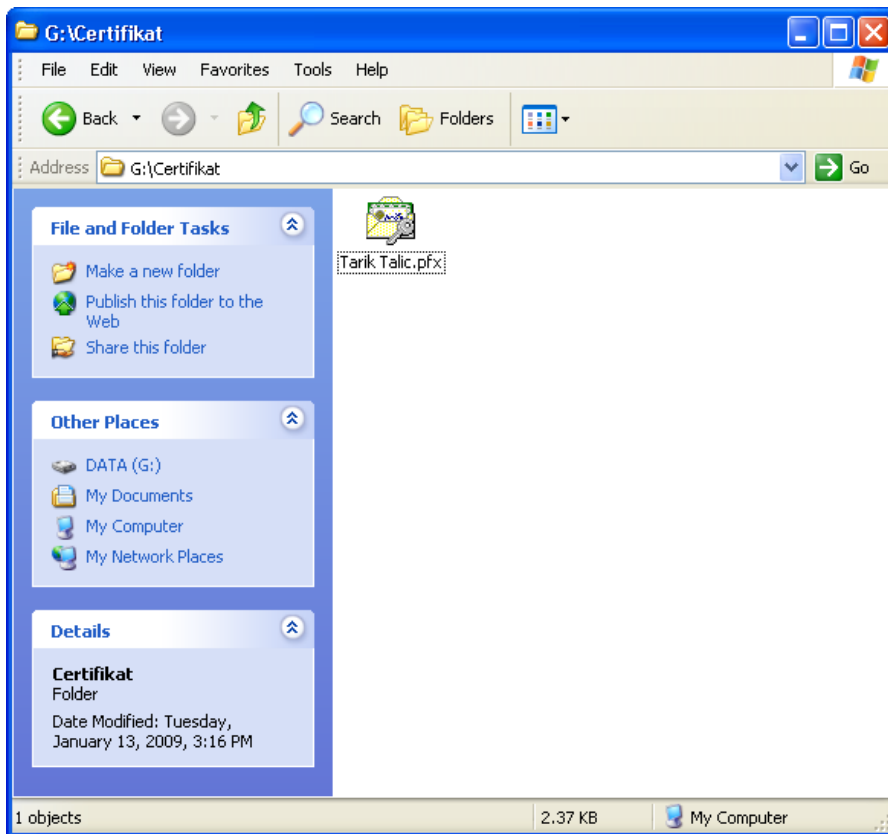 G:\Certifikat
File Edit View Favorites Tools Help
Back Search Folders
Address G:\Certifikat Go
File and Folder Tasks
Make a new folder
Publish this folder to the
Web
Share this folder
Other Places
DATA (G:)
My Documents
My Computer
My Network Places
Details
Certifikat
Folder
Date Modified: Tuesday,
January 13, 2009, 3:16 PM
Tarik Talic.pfx
1 objects 2.37 KB My Computer